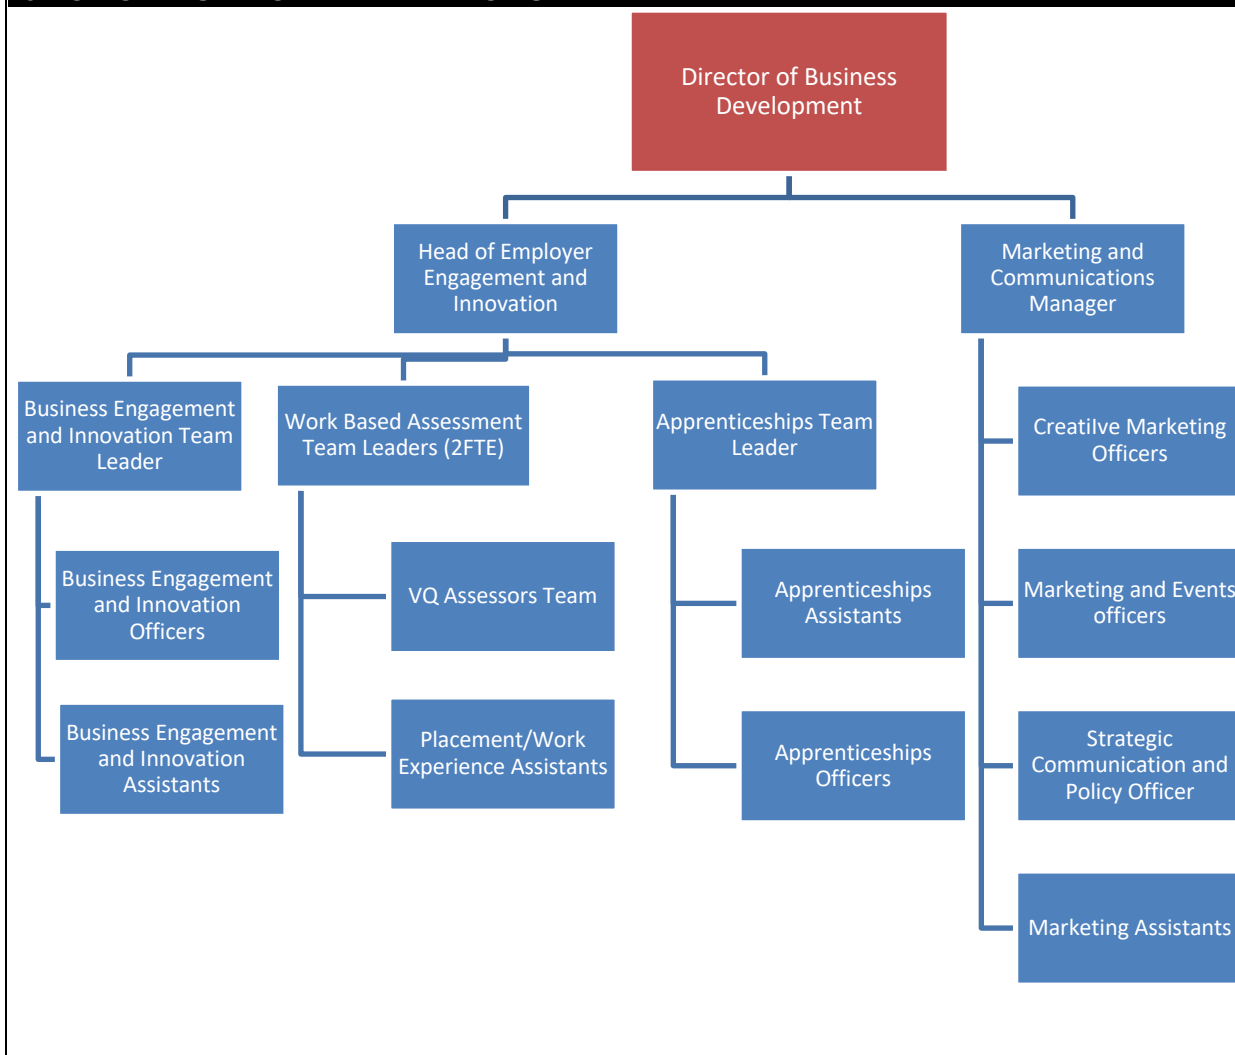 Director of Business
Development
Head of Employer
Engagement and
Innovation
Marketing and
Communications
Manager
Business Engagement
and Innovation Team
Leader
Work Based Assessment
Team Leaders (2FTE)
Apprenticeships Team
Leader
CreatiIve Marketing
Officers
Business Engagement
and Innovation
Officers
VQ Assessors Team
Apprenticeships
Assistants
Marketing and Events
officers
Business Engagement
and Innovation
Assistants
Placement/Work
Experience Assistants
Apprenticeships
Officers
Strategic
Communication and
Policy Officer
Marketing Assistants